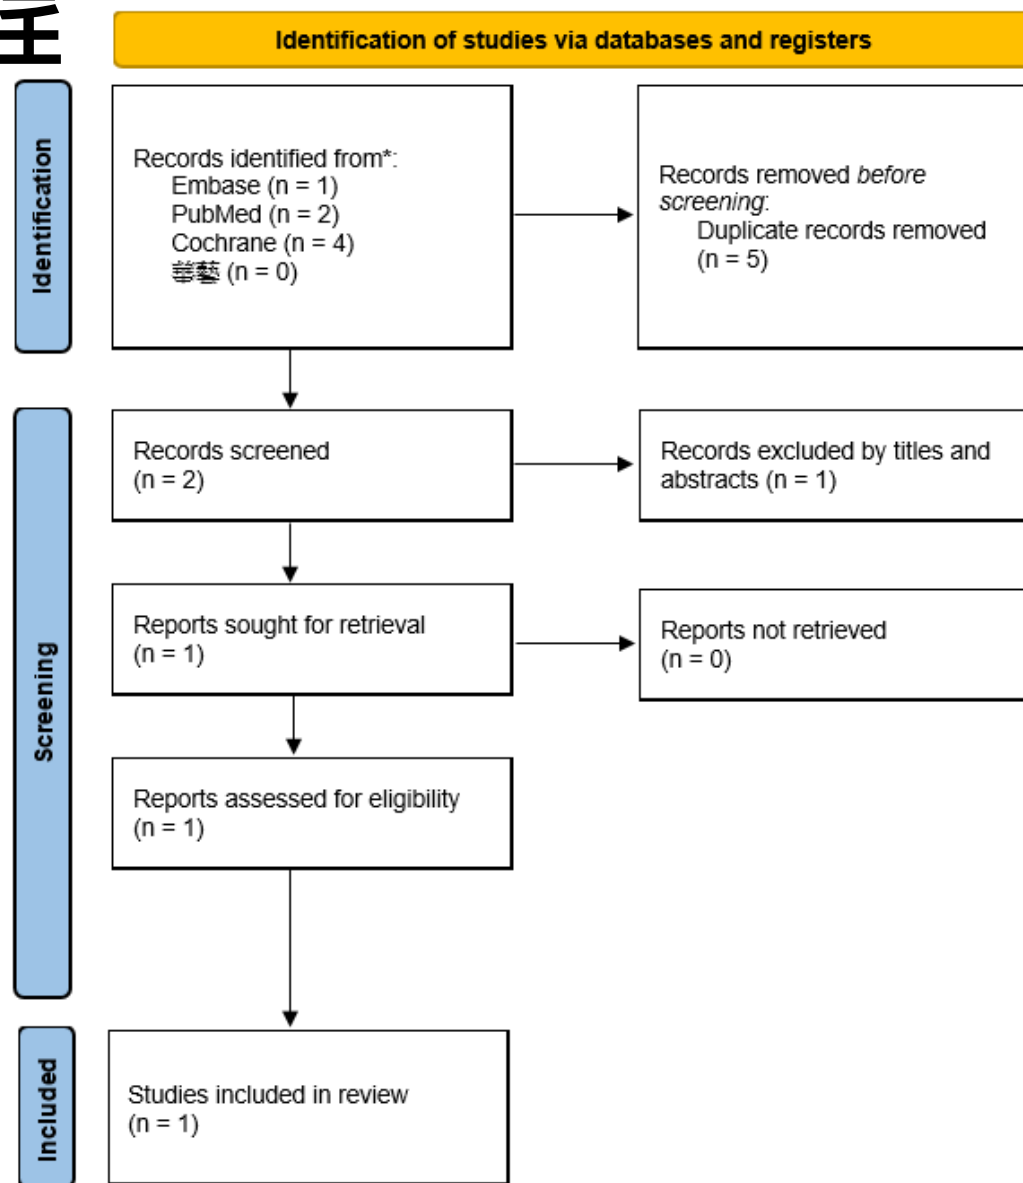 Identification of studies via databases and registers
Identification
Records identified from*:
Embase (n = 1)
PubMed (n = 2)
Cochrane (n = 4)
華藝 (n = 0)
Records removed before
screening:
Duplicate records removed
(n = 5)
Screening
Records screened
(n = 2)
Records excluded by titles and
abstracts (n = 1)
Reports sought for retrieval
(n = 1)
Reports not retrieved
(n = 0)
Reports assessed for eligibility
(n = 1)
Included
Studies included in review
(n = 1)